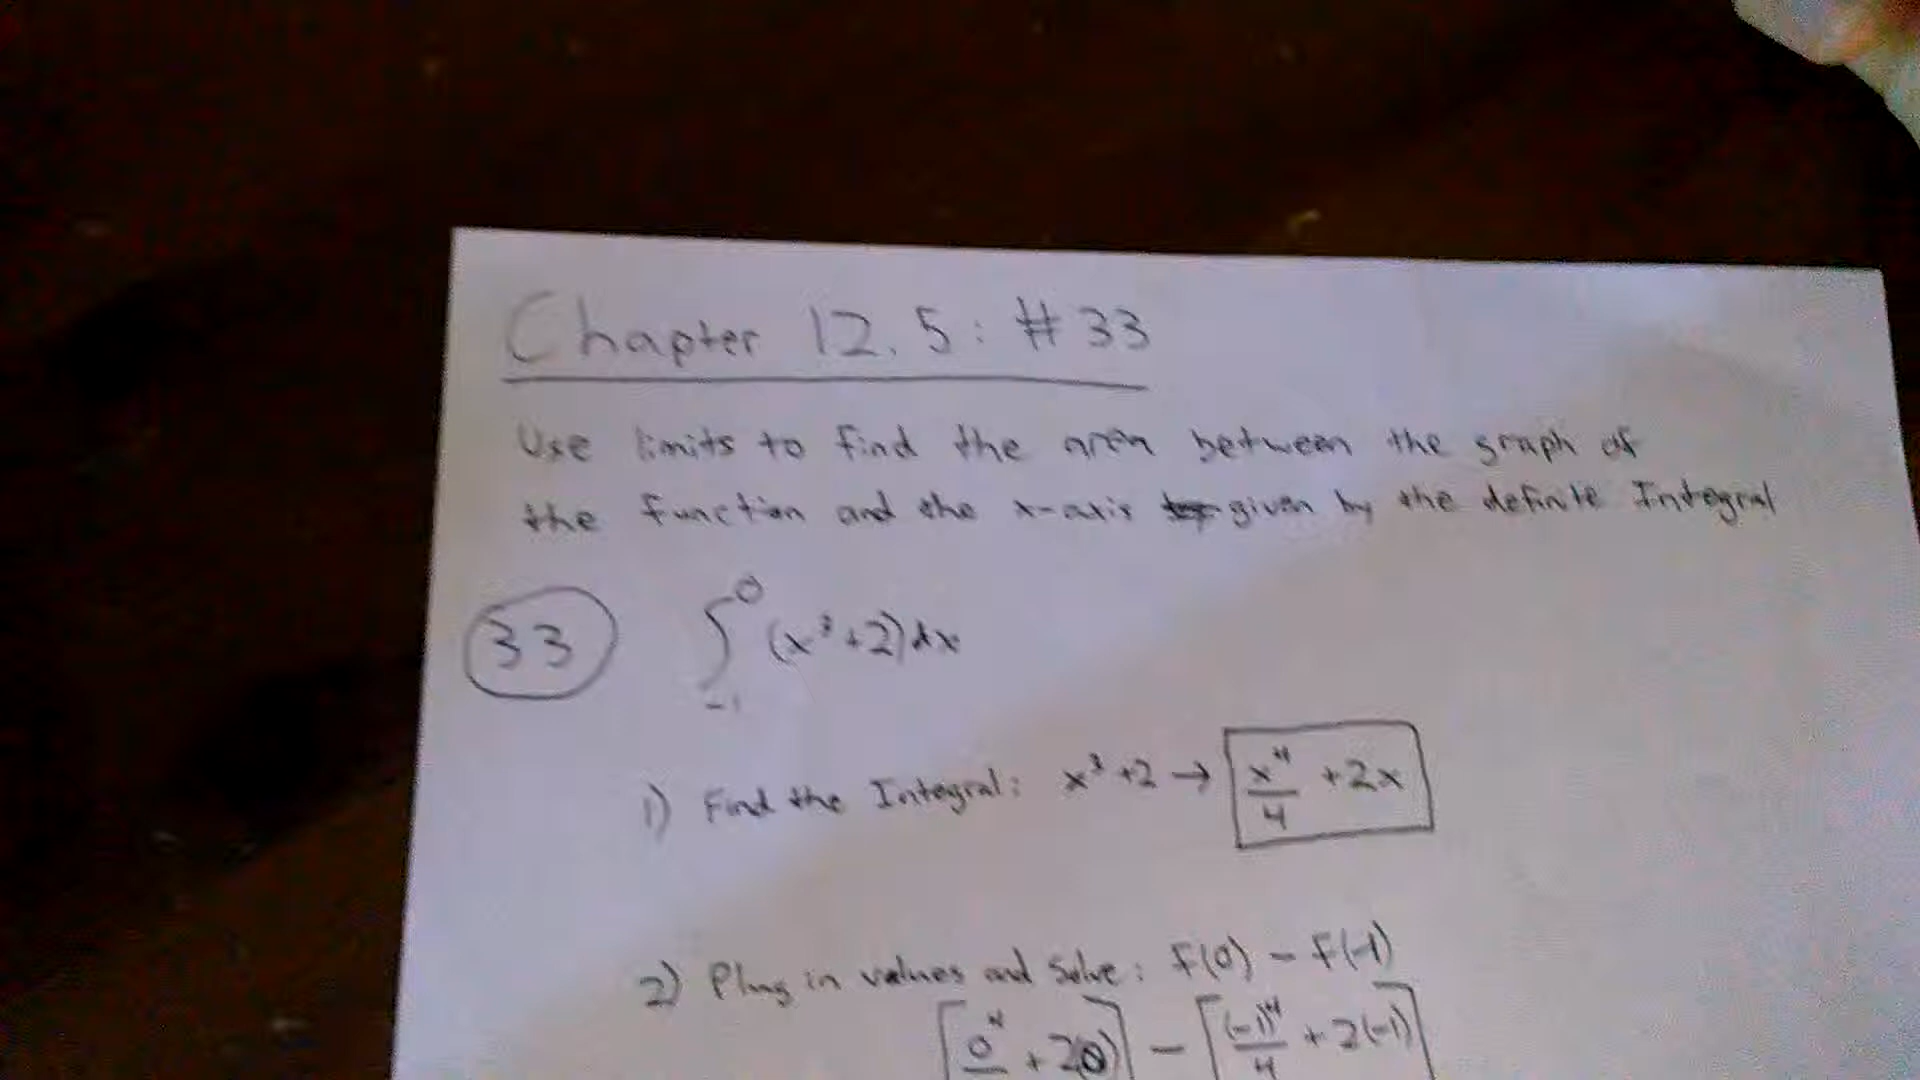 Chapter 12.5: #33
Use limits to find the area between the graph of
the function and the x-axis given by the definite Integral
33 ∫₋₁⁰ (x³+2)dx
1) Find the Integral: x³+2 → x⁴/4 +2x
2) Plug in values and Solve: F(0) - F(-1)
[0⁴ + 2(0)] - [(-1)⁴/4 + 2(-1)]